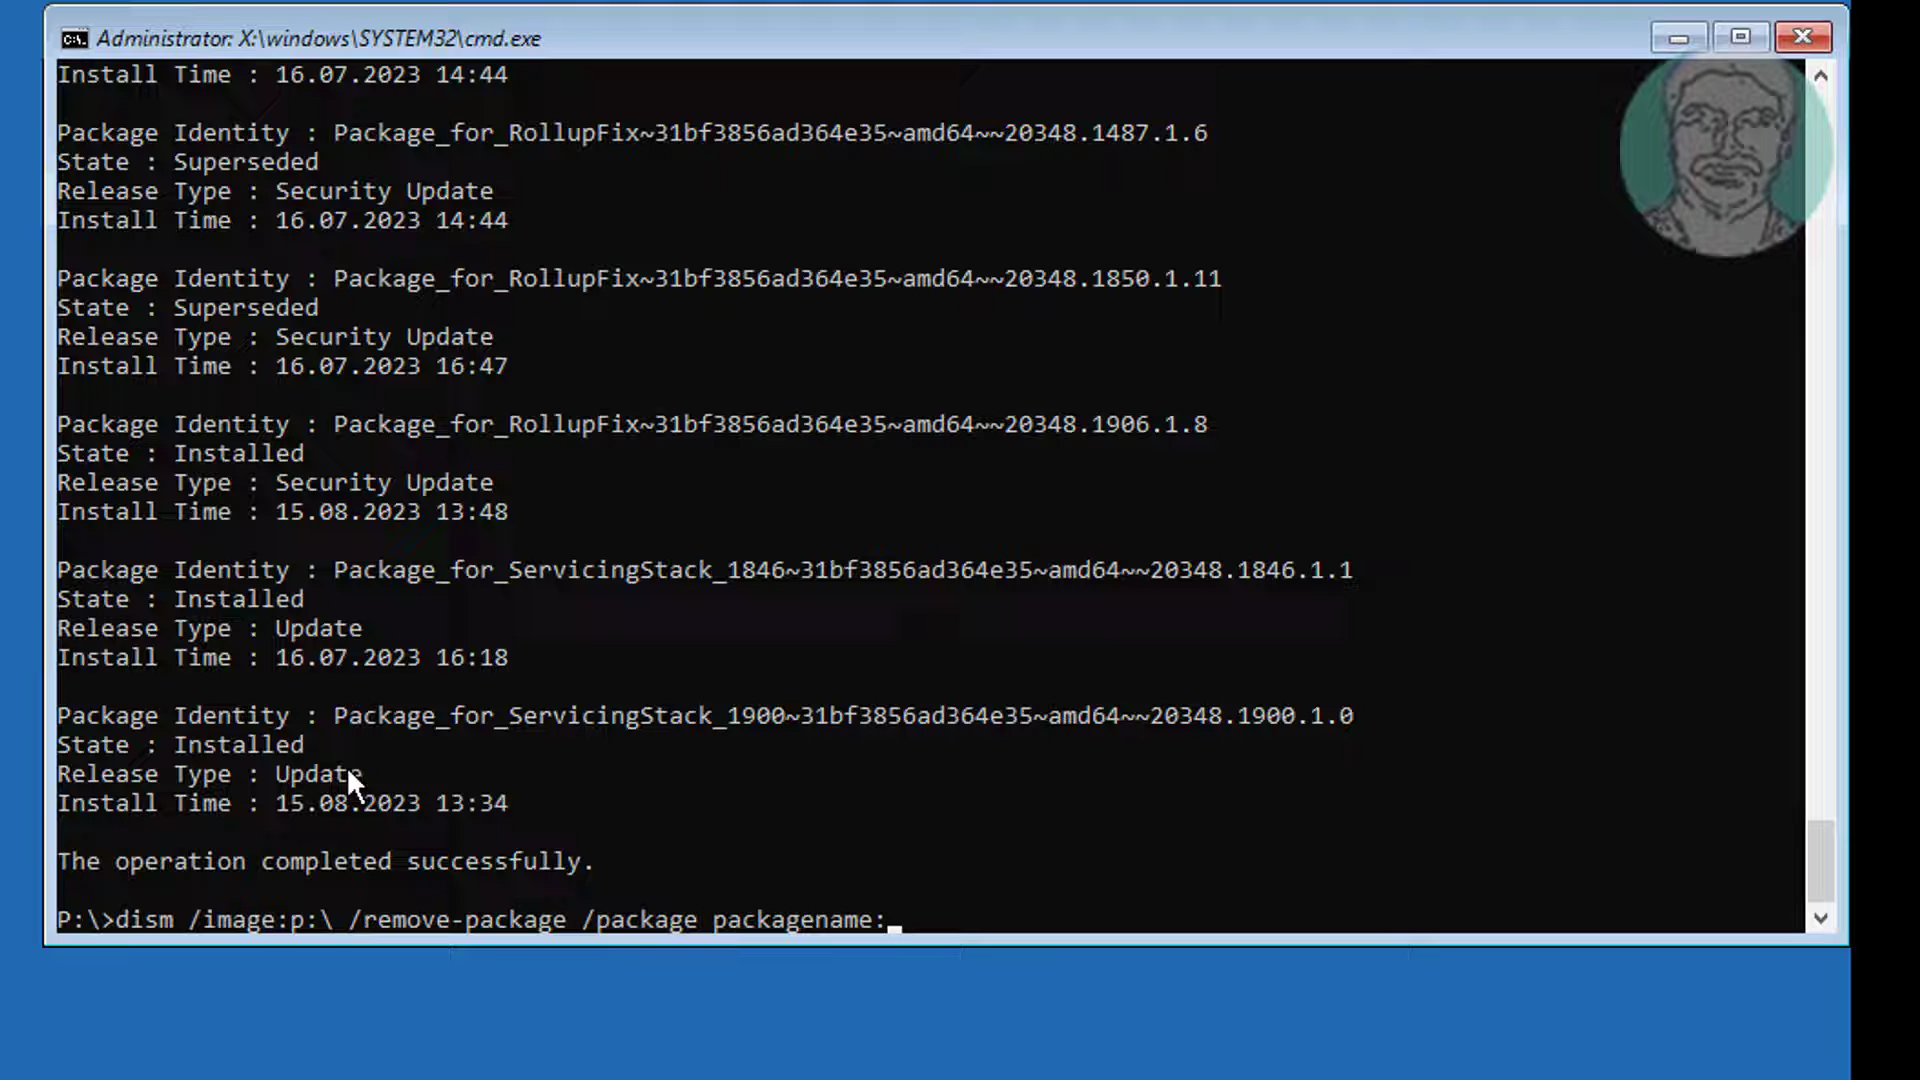 Administrator: X:\windows\SYSTEM32\cmd.exe
Install Time : 16.07.2023 14:44
Package Identity : Package_for_RollupFix~31bf3856ad364e35~amd64~~20348.1487.1.6
State : Superseded
Release Type : Security Update
Install Time : 16.07.2023 14:44
Package Identity : Package_for_RollupFix~31bf3856ad364e35~amd64~~20348.1850.1.11
State : Superseded
Release Type : Security Update
Install Time : 16.07.2023 16:47
Package Identity : Package_for_RollupFix~31bf3856ad364e35~amd64~~20348.1906.1.8
State : Installed
Release Type : Security Update
Install Time : 15.08.2023 13:48
Package Identity : Package_for_ServicingStack_1846~31bf3856ad364e35~amd64~~20348.1846.1.1
State : Installed
Release Type : Update
Install Time : 16.07.2023 16:18
Package Identity : Package_for_ServicingStack_1900~31bf3856ad364e35~amd64~~20348.1900.1.0
State : Installed
Release Type : Update
Install Time : 15.08.2023 13:34
The operation completed successfully.
P:\>dism /image:p:\ /remove-package /package packagename:_